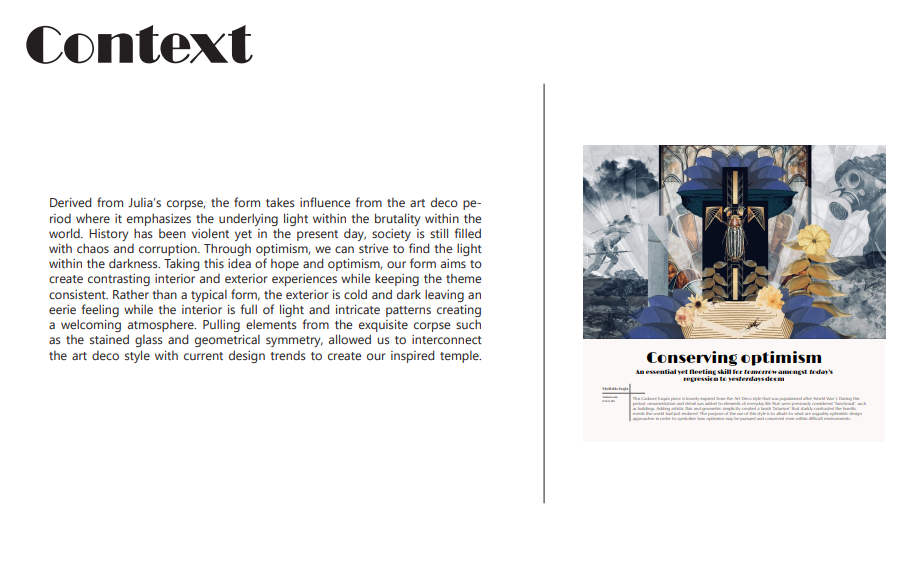 Context
Derived from Julia's corpse, the form takes influence from the art deco pe-
riod where it emphasizes the underlying light within the brutality within the
world. History has been violent yet in the present day, society is still filled
with chaos and corruption. Through optimism, we can strive to find the light
within the darkness. Taking this idea of hope and optimism, our form aims to
create contrasting interior and exterior experiences while keeping the theme
consistent. Rather than a typical form, the exterior is cold and dark leaving an
eerie feeling while the interior is full of light and intricate patterns creating
a welcoming atmosphere. Pulling elements from the exquisite corpse such
as the stained glass and geometrical symmetry, allowed us to interconnect
the art deco style with current design trends to create our inspired temple.
Conserving optimism
An essential yet fleeting skill for tomorrow amongst today's
regression to yesterdays doom
This Cadavre Exquis piece is loosely inspired from the Art Deco style that was popularized after World War I. During this
period, ornamentation and detail was added to elements of everyday life that were previously considered "functional", such
as buildings. Adding artistic flair and geometric simplicity created a
events the world had just endured. The purpose of the use of this style is to allude to what are arguably optimistic design
approaches in order to symbolise how optimism may be pursued and conserved even within difficult environments.